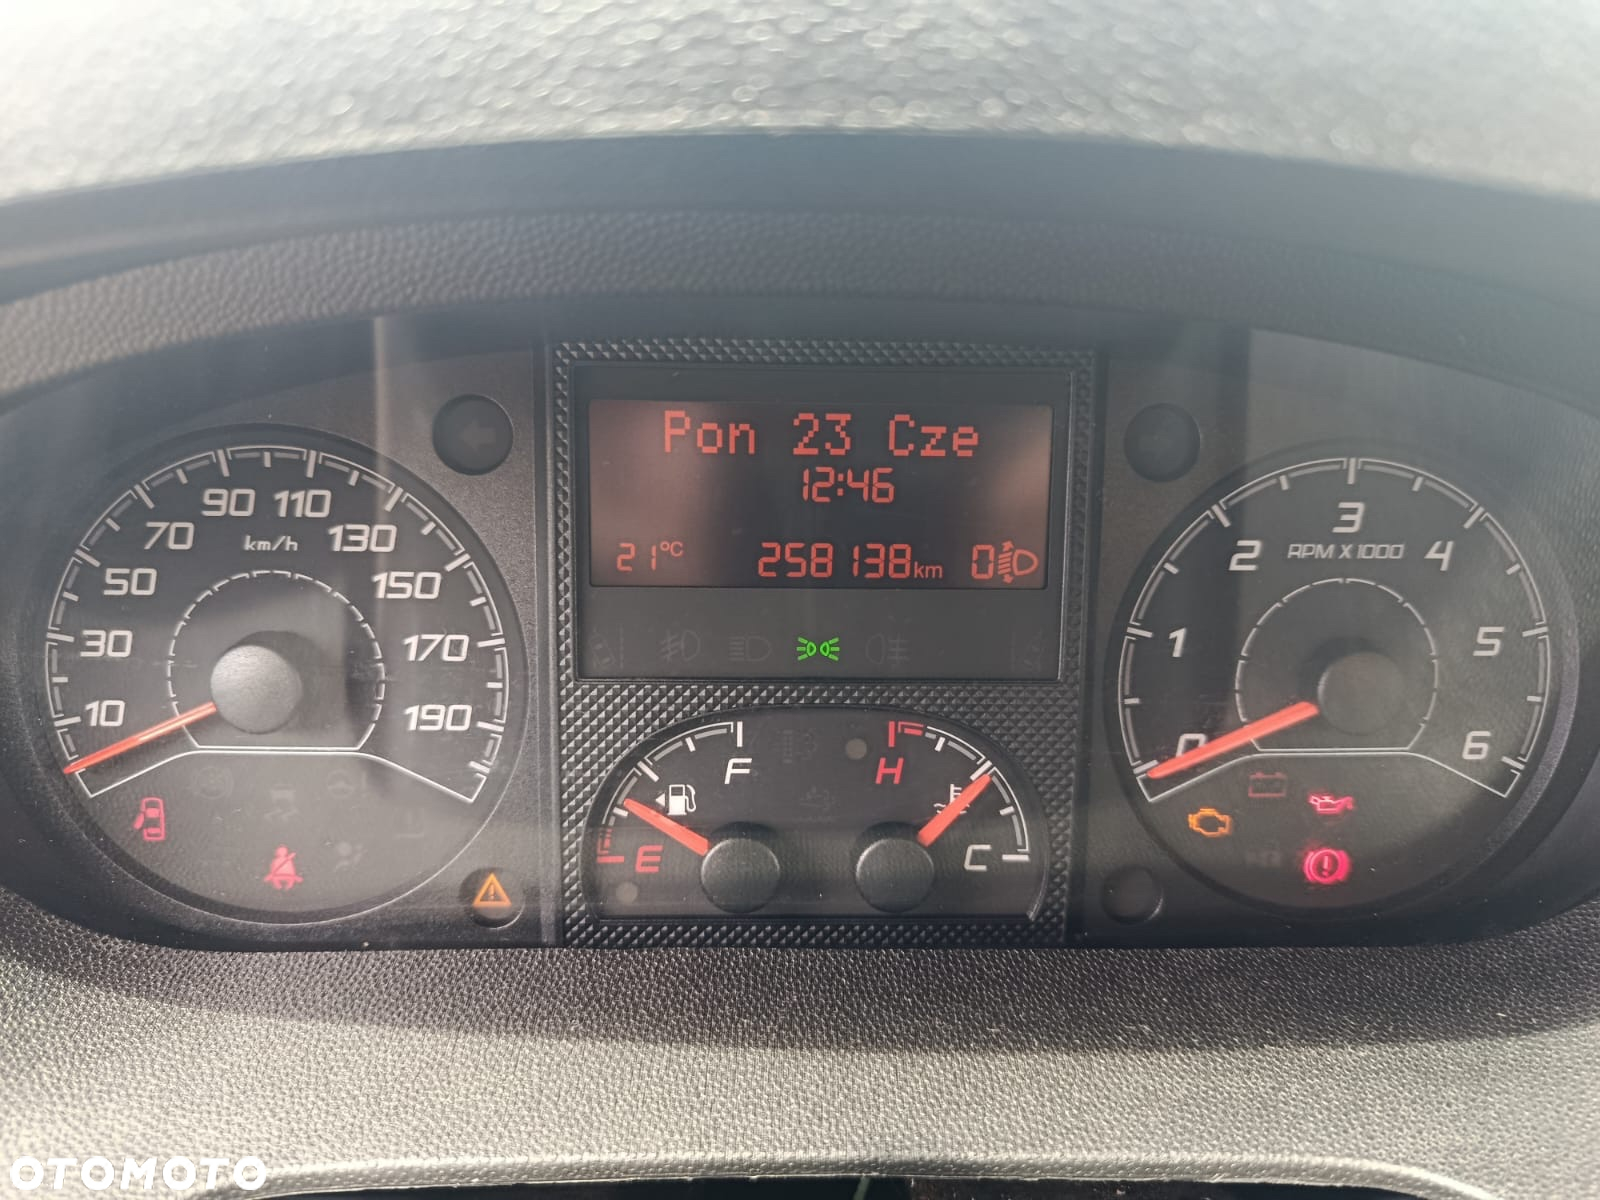 Pon 23 Cze
12:46
21°C 258138km 0
10 30 50 70 90 110 130 150 170 190
km/h
0 1 2 3 4 5 6
RPM X 1000
F
E
H
C
OTOMOTO